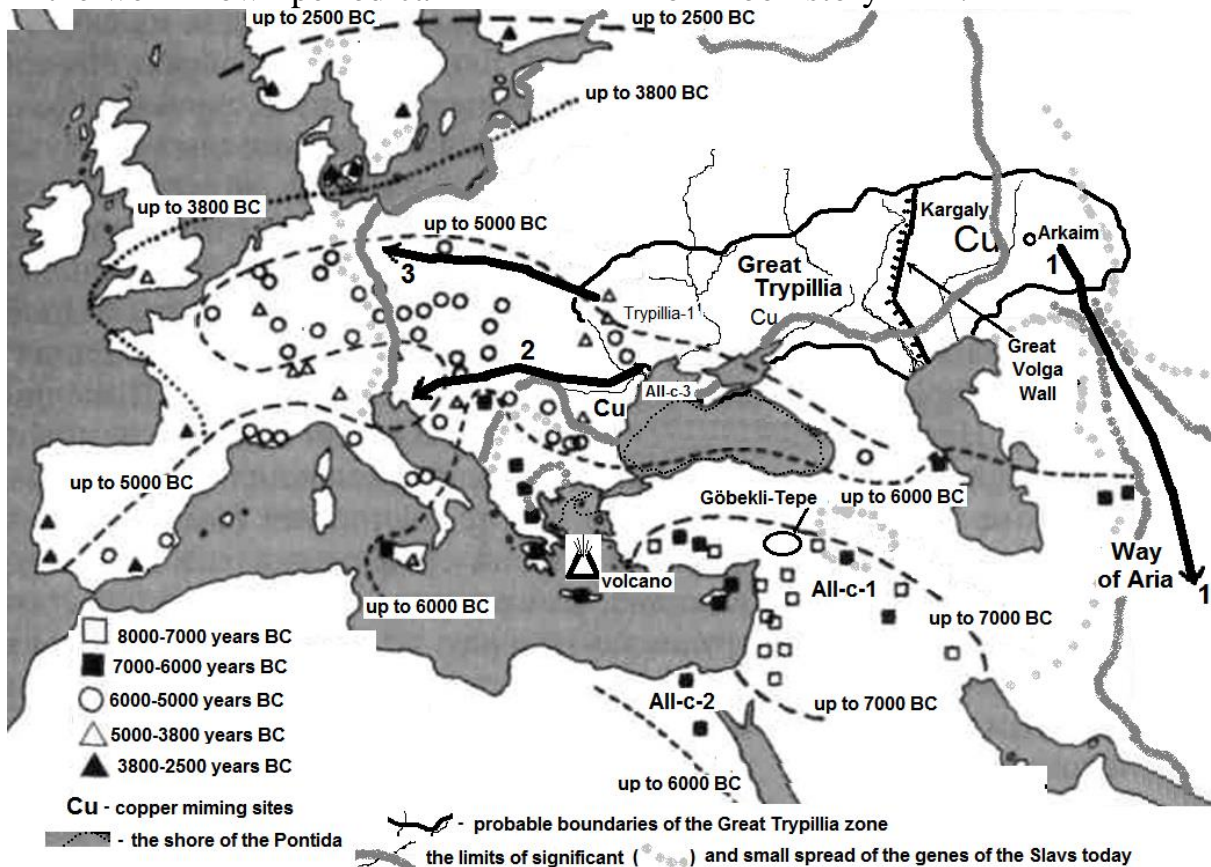 up to 2500 BC
up to 2500 BC
up to 3800 BC
up to 3800 BC
up to 5000 BC
Kargaly
Cu
Arkaim
1
3
Great
Trypillia
Trypillia-1
Cu
Great
Volga
Wall
2
All-c-3
Cu
up to 5000 BC
up to 6000 BC
Göbekli-Tepe
Way
of Aria
1
volcano
All-c-1
up to 6000 BC
up to 7000 BC
8000-7000 years BC
7000-6000 years BC
6000-5000 years BC
5000-3800 years BC
3800-2500 years BC
All-c-2
up to 7000 BC
up to 6000 BC
Cu - copper miming sites
- the shore of the Pontida
- probable boundaries of the Great Trypillia zone
the limits of significant ( ) and small spread of the genes of the Slavs today